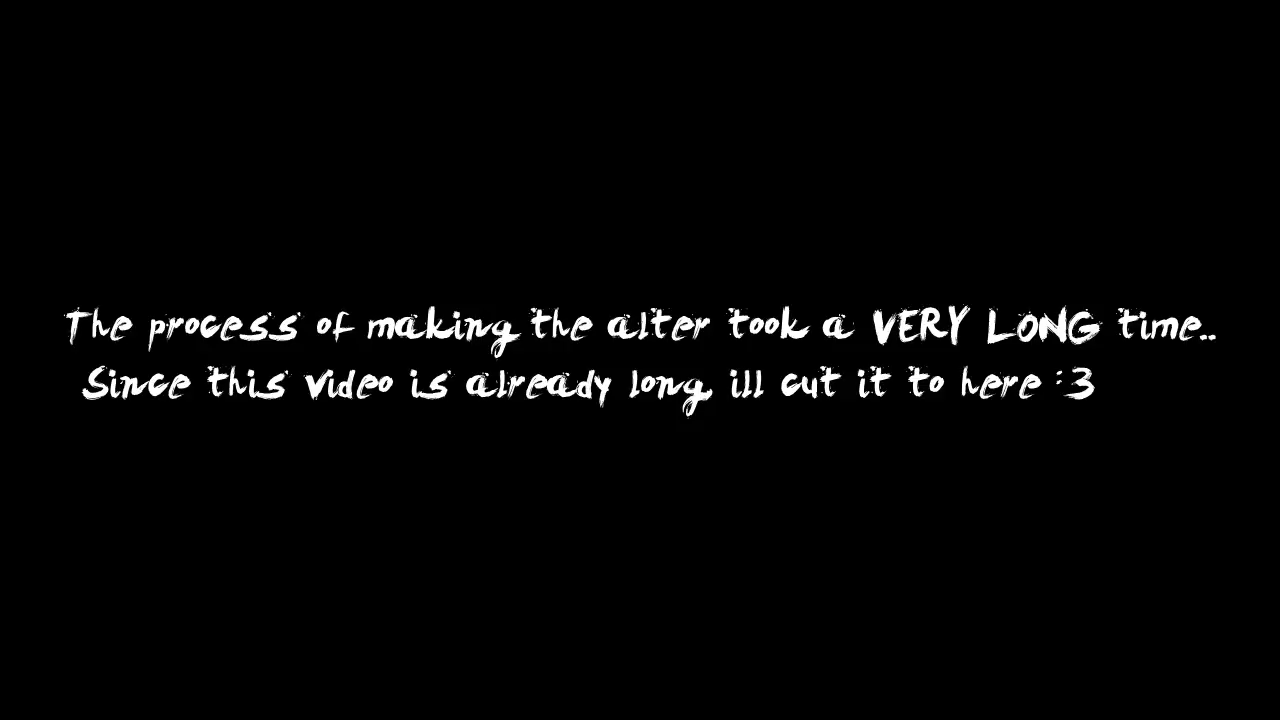 The process of making the alter took a VERY LONG time..
Since this video is already long, ill cut it to here :3